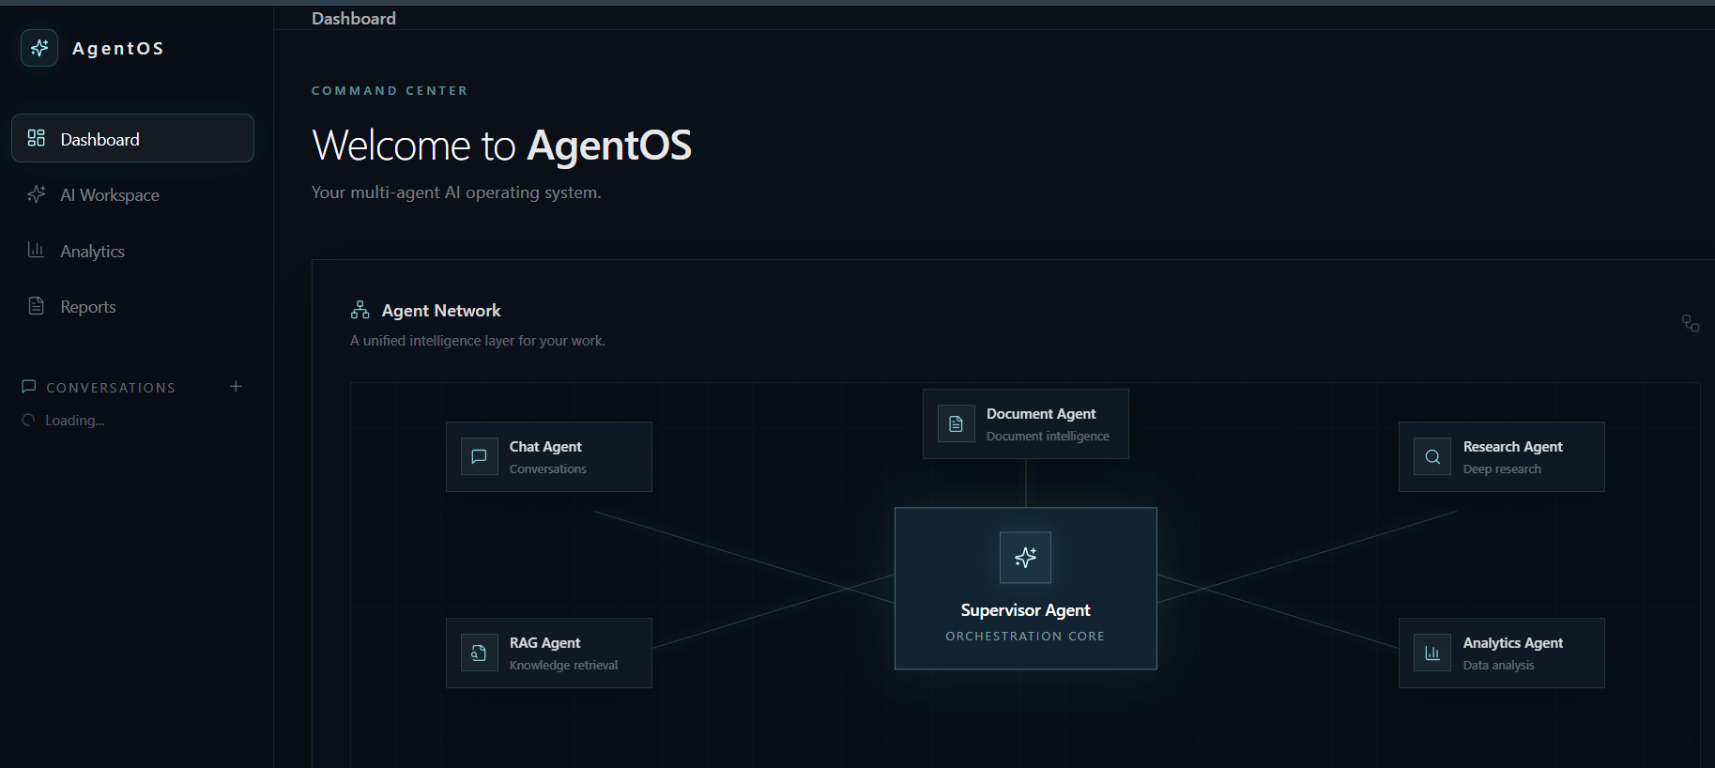 AgentOS
Dashboard
AI Workspace
Analytics
Reports
CONVERSATIONS
Loading...
Dashboard
COMMAND CENTER
Welcome to AgentOS
Your multi-agent AI operating system.
Agent Network
A unified intelligence layer for your work.
Document Agent
Document intelligence
Chat Agent
Conversations
Research Agent
Deep research
Supervisor Agent
ORCHESTRATION CORE
RAG Agent
Knowledge retrieval
Analytics Agent
Data analysis